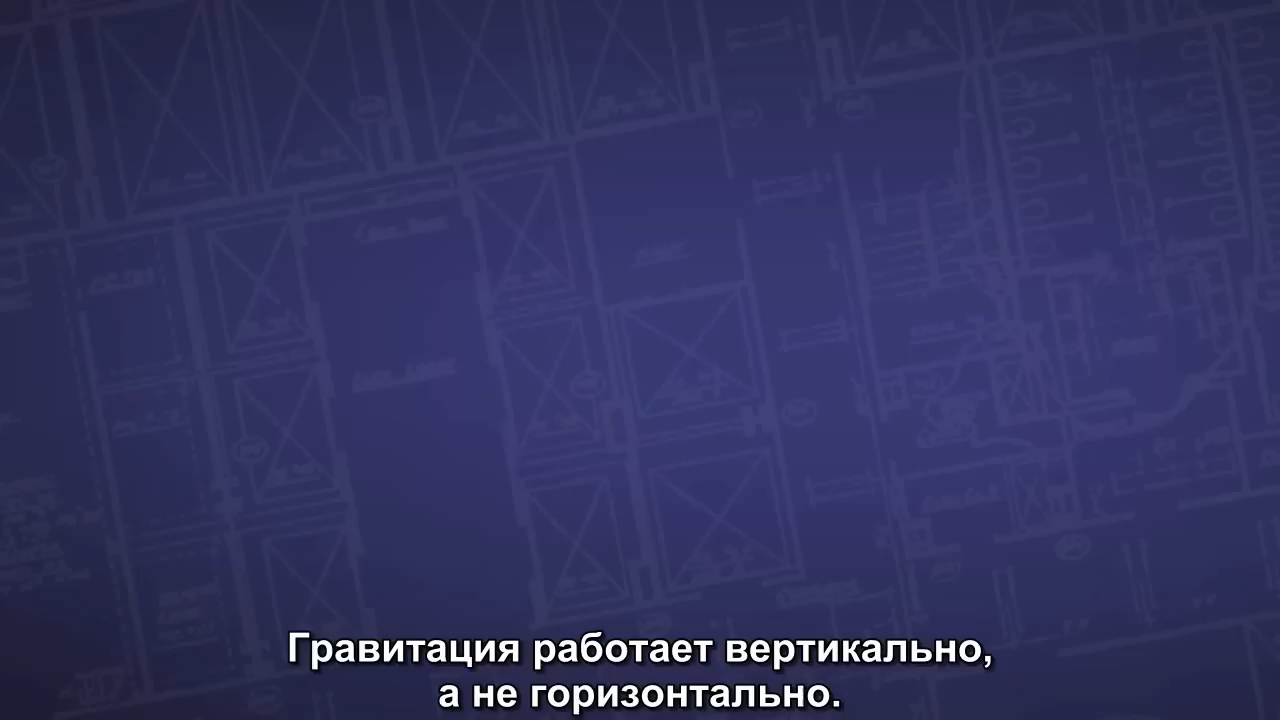 Гравитация работает вертикально,
а не горизонтально.